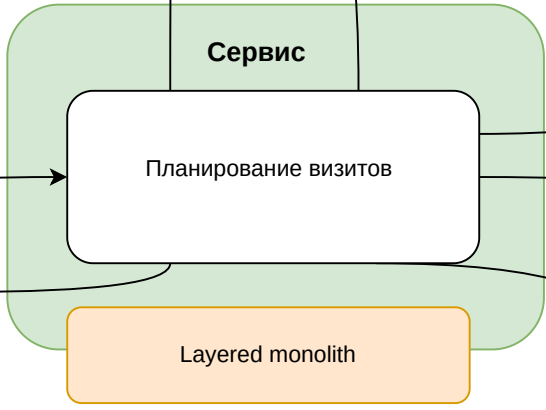 Сервис
Планирование визитов
Layered monolith